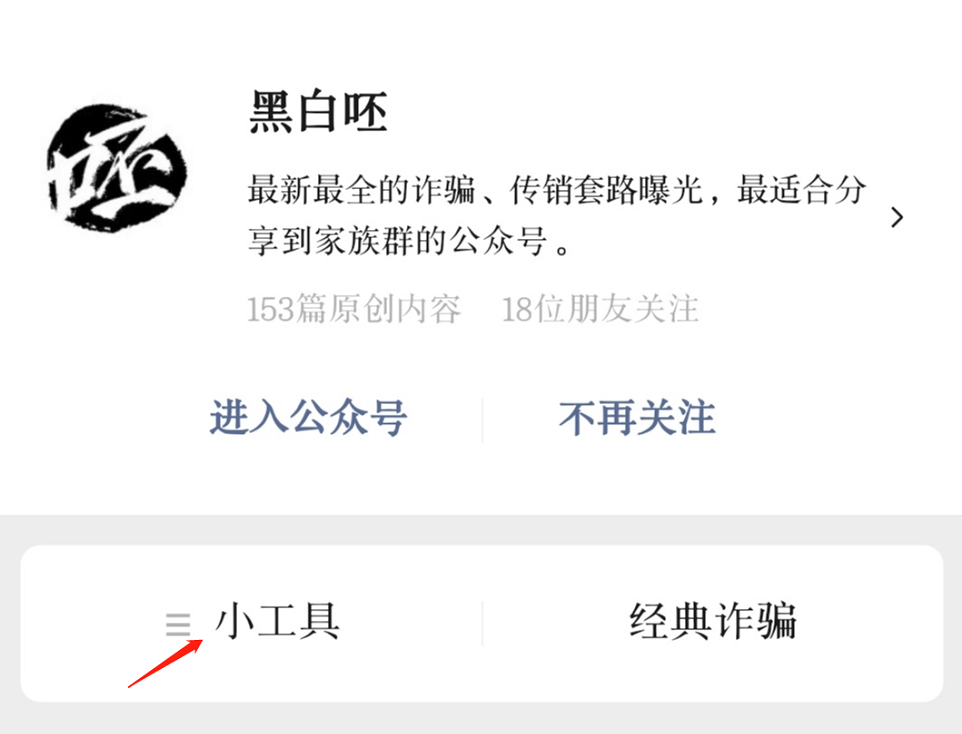 呸
黑白呸
最新最全的诈骗、传销套路曝光，最适合分
享到家族群的公众号。
153篇原创内容 18位朋友关注
进入公众号 不再关注
小工具 经典诈骗